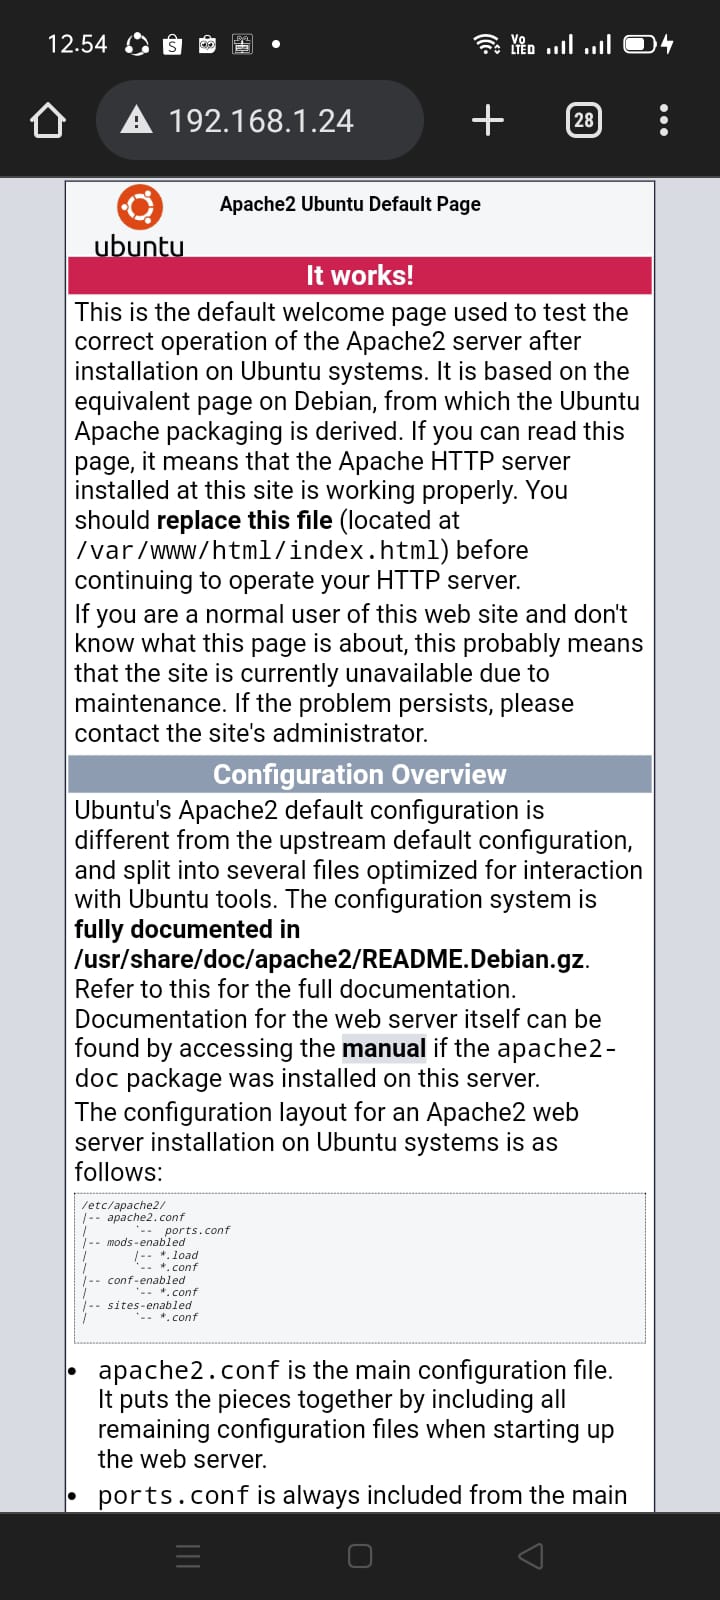 12.54
Vo
LTED
192.168.1.24
28
Apache2 Ubuntu Default Page
ubuntu
It works!
This is the default welcome page used to test the
correct operation of the Apache2 server after
installation on Ubuntu systems. It is based on the
equivalent page on Debian, from which the Ubuntu
Apache packaging is derived. If you can read this
page, it means that the Apache HTTP server
installed at this site is working properly. You
should replace this file (located at
/var/www/html/index.html) before
continuing to operate your HTTP server.
If you are a normal user of this web site and don't
know what this page is about, this probably means
that the site is currently unavailable due to
maintenance. If the problem persists, please
contact the site's administrator.
Configuration Overview
Ubuntu's Apache2 default configuration is
different from the upstream default configuration,
and split into several files optimized for interaction
with Ubuntu tools. The configuration system is
fully documented in
/usr/share/doc/apache2/README.Debian.gz.
Refer to this for the full documentation.
Documentation for the web server itself can be
found by accessing the manual if the apache2-
doc package was installed on this server.
The configuration layout for an Apache2 web
server installation on Ubuntu systems is as
follows:
/etc/apache2/
|-- apache2.conf
|       `--  ports.conf
|-- mods-enabled
|       |-- *.load
|       `-- *.conf
|-- conf-enabled
|       `-- *.conf
|-- sites-enabled
|       `-- *.conf
• apache2.conf is the main configuration file.
It puts the pieces together by including all
remaining configuration files when starting up
the web server.
• ports.conf is always included from the main